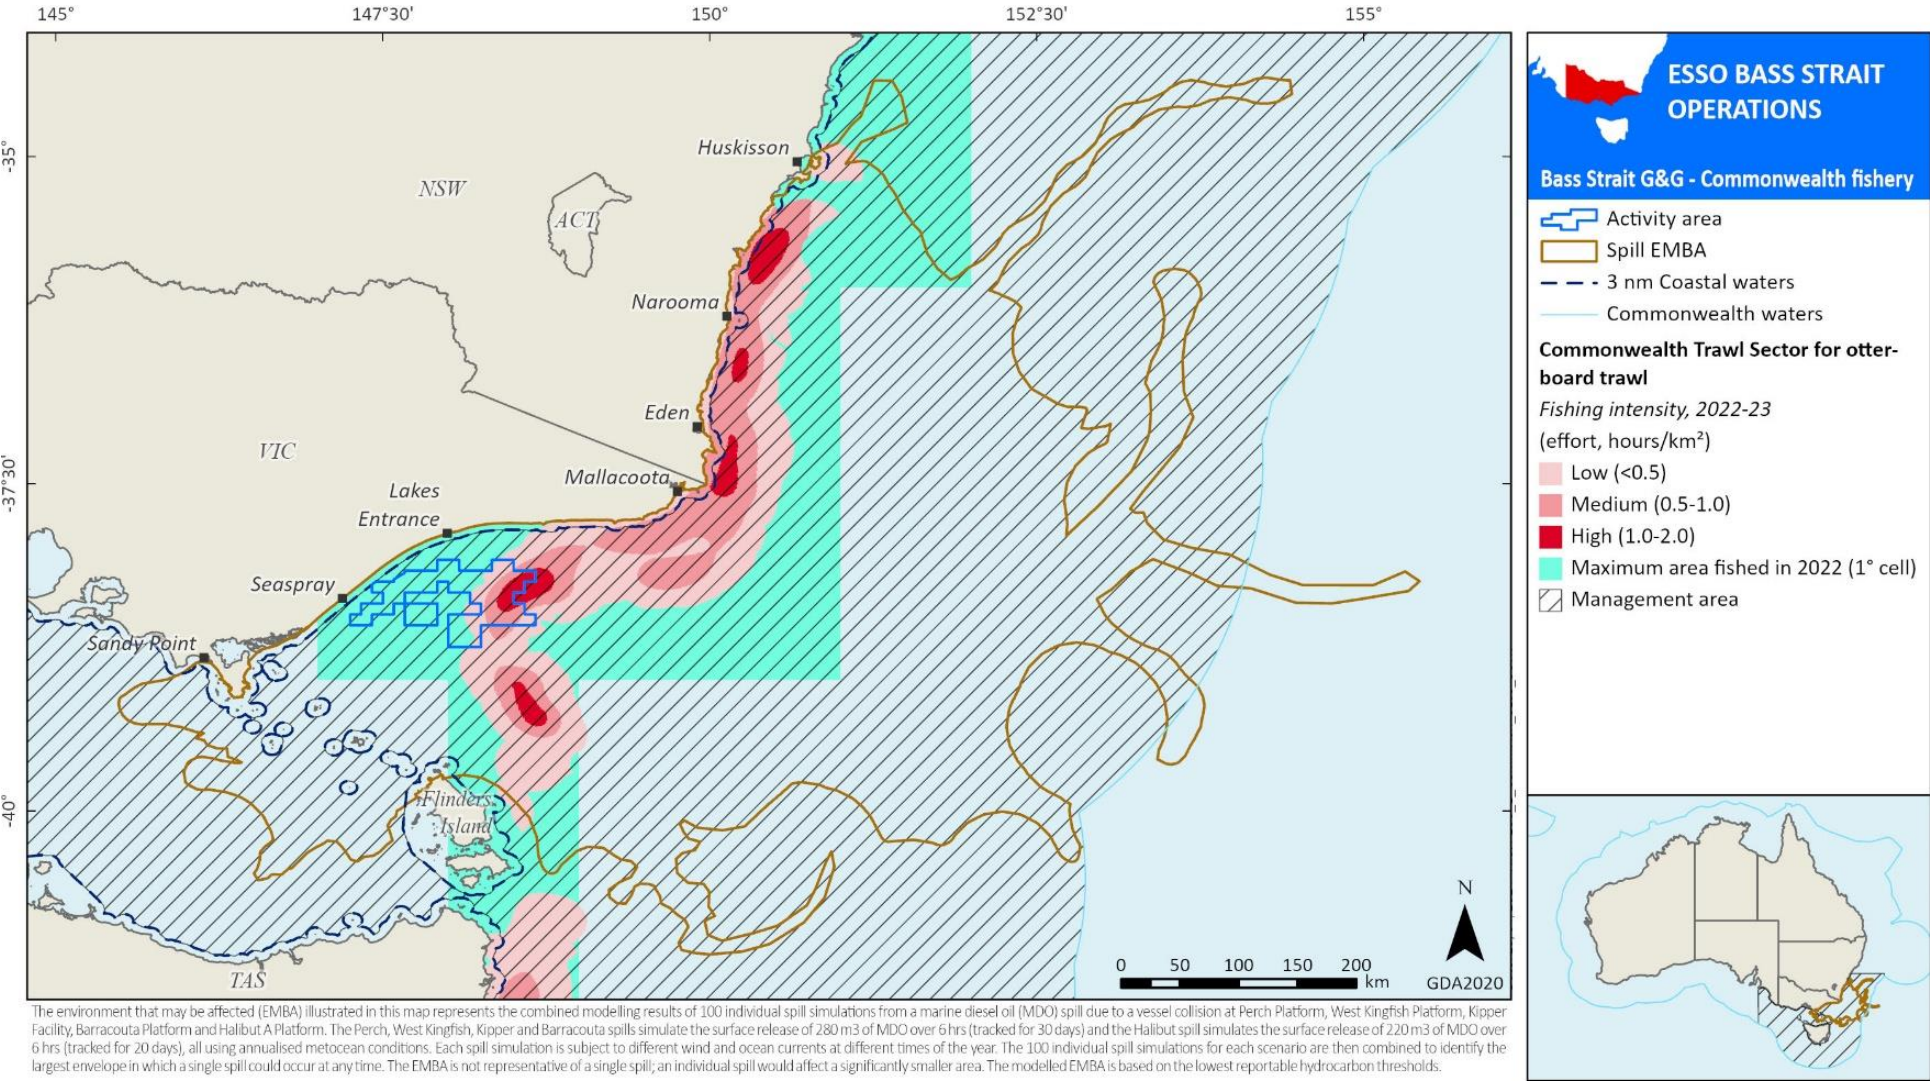 145°
147°30'
150°
152°30'
155°
-35°
-37°30'
-40°
Huskisson
NSW
ACT
Narooma
Eden
VIC
Mallacoota
Lakes
Entrance
Seaspray
Sandy Point
Flinders
Island
TAS
N
0 50 100 150 200
km
GDA2020
ESSO BASS STRAIT
OPERATIONS
Bass Strait G&G - Commonwealth fishery
Activity area
Spill EMBA
3 nm Coastal waters
Commonwealth waters
Commonwealth Trawl Sector for otter-
board trawl
Fishing intensity, 2022-23
(effort, hours/km²)
Low (<0.5)
Medium (0.5-1.0)
High (1.0-2.0)
Maximum area fished in 2022 (1° cell)
Management area
The environment that may be affected (EMBA) illustrated in this map represents the combined modelling results of 100 individual spill simulations from a marine diesel oil (MDO) spill due to a vessel collision at Perch Platform, West Kingfish Platform, Kipper
Facility, Barracouta Platform and Halibut A Platform. The Perch, West Kingfish, Kipper and Barracouta spills simulate the surface release of 280 m3 of MDO over 6 hrs (tracked for 30 days) and the Halibut spill simulates the surface release of 220 m3 of MDO over
6 hrs (tracked for 20 days), all using annualised metocean conditions. Each spill simulation is subject to different wind and ocean currents at different times of the year. The 100 individual spill simulations for each scenario are then combined to identify the
largest envelope in which a single spill could occur at any time. The EMBA is not representative of a single spill; an individual spill would affect a significantly smaller area. The modelled EMBA is based on the lowest reportable hydrocarbon thresholds.